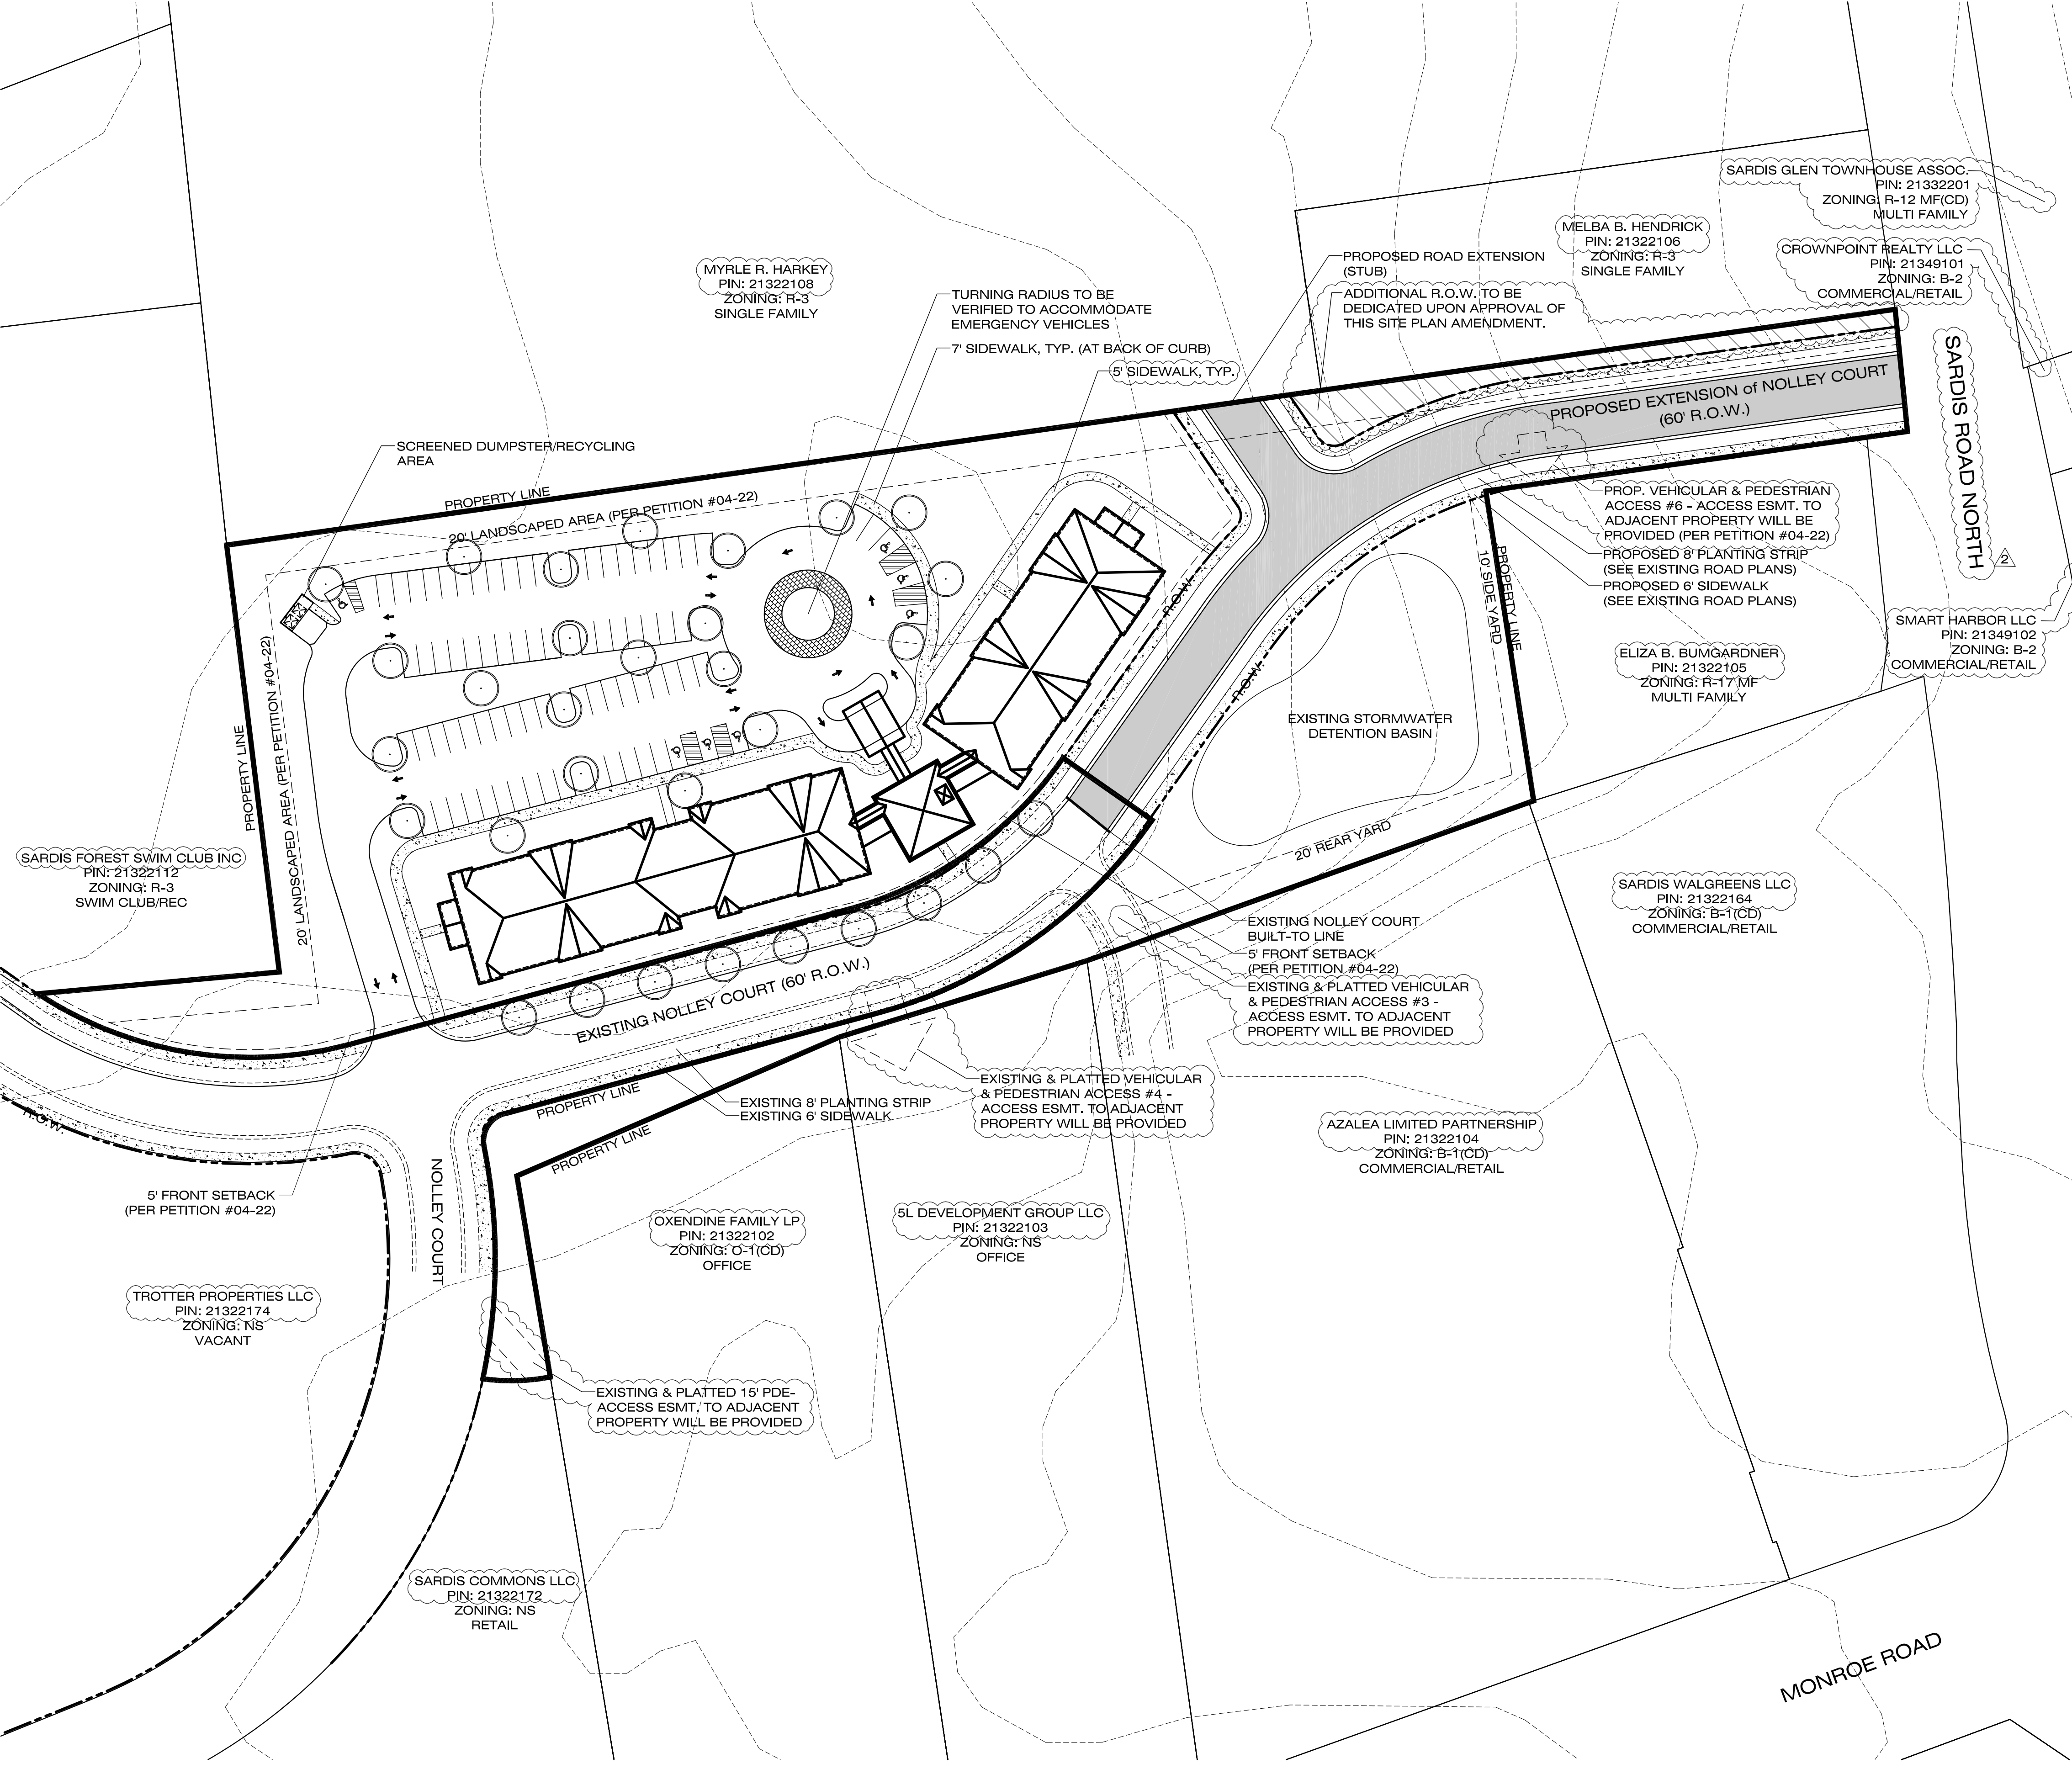 SARDIS GLEN TOWNHOUSE ASSOC.
PIN: 21332201
ZONING: R-12 MF(CD)
MULTI FAMILY
MELBA B. HENDRICK
PIN: 21322106
ZONING: R-3
SINGLE FAMILY
CROWNPOINT REALTY LLC
PIN: 21349101
ZONING: B-2
COMMERCIAL/RETAIL
MYRLE R. HARKEY
PIN: 21322108
ZONING: R-3
SINGLE FAMILY
PROPOSED ROAD EXTENSION
(STUB)
ADDITIONAL R.O.W. TO BE
DEDICATED UPON APPROVAL OF
THIS SITE PLAN AMENDMENT.
TURNING RADIUS TO BE
VERIFIED TO ACCOMMODATE
EMERGENCY VEHICLES
7' SIDEWALK, TYP. (AT BACK OF CURB)
5' SIDEWALK, TYP.
PROPOSED EXTENSION of NOLLEY COURT
(60' R.O.W.)
SARDIS ROAD NORTH
2
SCREENED DUMPSTER/RECYCLING
AREA
PROPERTY LINE
20' LANDSCAPED AREA (PER PETITION #04-22)
PROP. VEHICULAR & PEDESTRIAN
ACCESS #6 - ACCESS ESMT. TO
ADJACENT PROPERTY WILL BE
PROVIDED (PER PETITION #04-22)
PROPOSED 8' PLANTING STRIP
(SEE EXISTING ROAD PLANS)
PROPOSED 6' SIDEWALK
(SEE EXISTING ROAD PLANS)
PROPERTY LINE
10' SIDE YARD
R.O.W.
R.O.W.
SMART HARBOR LLC
PIN: 21349102
ZONING: B-2
COMMERCIAL/RETAIL
ELIZA B. BUMGARDNER
PIN: 21322105
ZONING: R-17 MF
MULTI FAMILY
EXISTING STORMWATER
DETENTION BASIN
PROPERTY LINE
20' LANDSCAPED AREA (PER PETITION #04-22)
20' REAR YARD
SARDIS FOREST SWIM CLUB INC
PIN: 21322112
ZONING: R-3
SWIM CLUB/REC
SARDIS WALGREENS LLC
PIN: 21322164
ZONING: B-1(CD)
COMMERCIAL/RETAIL
EXISTING NOLLEY COURT
BUILT-TO LINE
5' FRONT SETBACK
(PER PETITION #04-22)
EXISTING & PLATTED VEHICULAR
& PEDESTRIAN ACCESS #3 -
ACCESS ESMT. TO ADJACENT
PROPERTY WILL BE PROVIDED
EXISTING NOLLEY COURT (60' R.O.W.)
EXISTING & PLATTED VEHICULAR
& PEDESTRIAN ACCESS #4 -
ACCESS ESMT. TO ADJACENT
PROPERTY WILL BE PROVIDED
EXISTING 8' PLANTING STRIP
EXISTING 6' SIDEWALK
PROPERTY LINE
PROPERTY LINE
R.O.W.
AZALEA LIMITED PARTNERSHIP
PIN: 21322104
ZONING: B-1(CD)
COMMERCIAL/RETAIL
5' FRONT SETBACK
(PER PETITION #04-22)
NOLLEY COURT
OXENDINE FAMILY LP
PIN: 21322102
ZONING: O-1(CD)
OFFICE
5L DEVELOPMENT GROUP LLC
PIN: 21322103
ZONING: NS
OFFICE
TROTTER PROPERTIES LLC
PIN: 21322174
ZONING: NS
VACANT
EXISTING & PLATTED 15' PDE-
ACCESS ESMT. TO ADJACENT
PROPERTY WILL BE PROVIDED
SARDIS COMMONS LLC
PIN: 21322172
ZONING: NS
RETAIL
MONROE ROAD